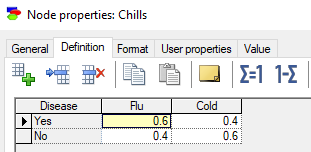 Node properties: Chills
General Definition Format User properties Value
Σ=1 1-Σ
Disease Flu Cold
Yes 0.6 0.4
No 0.4 0.6